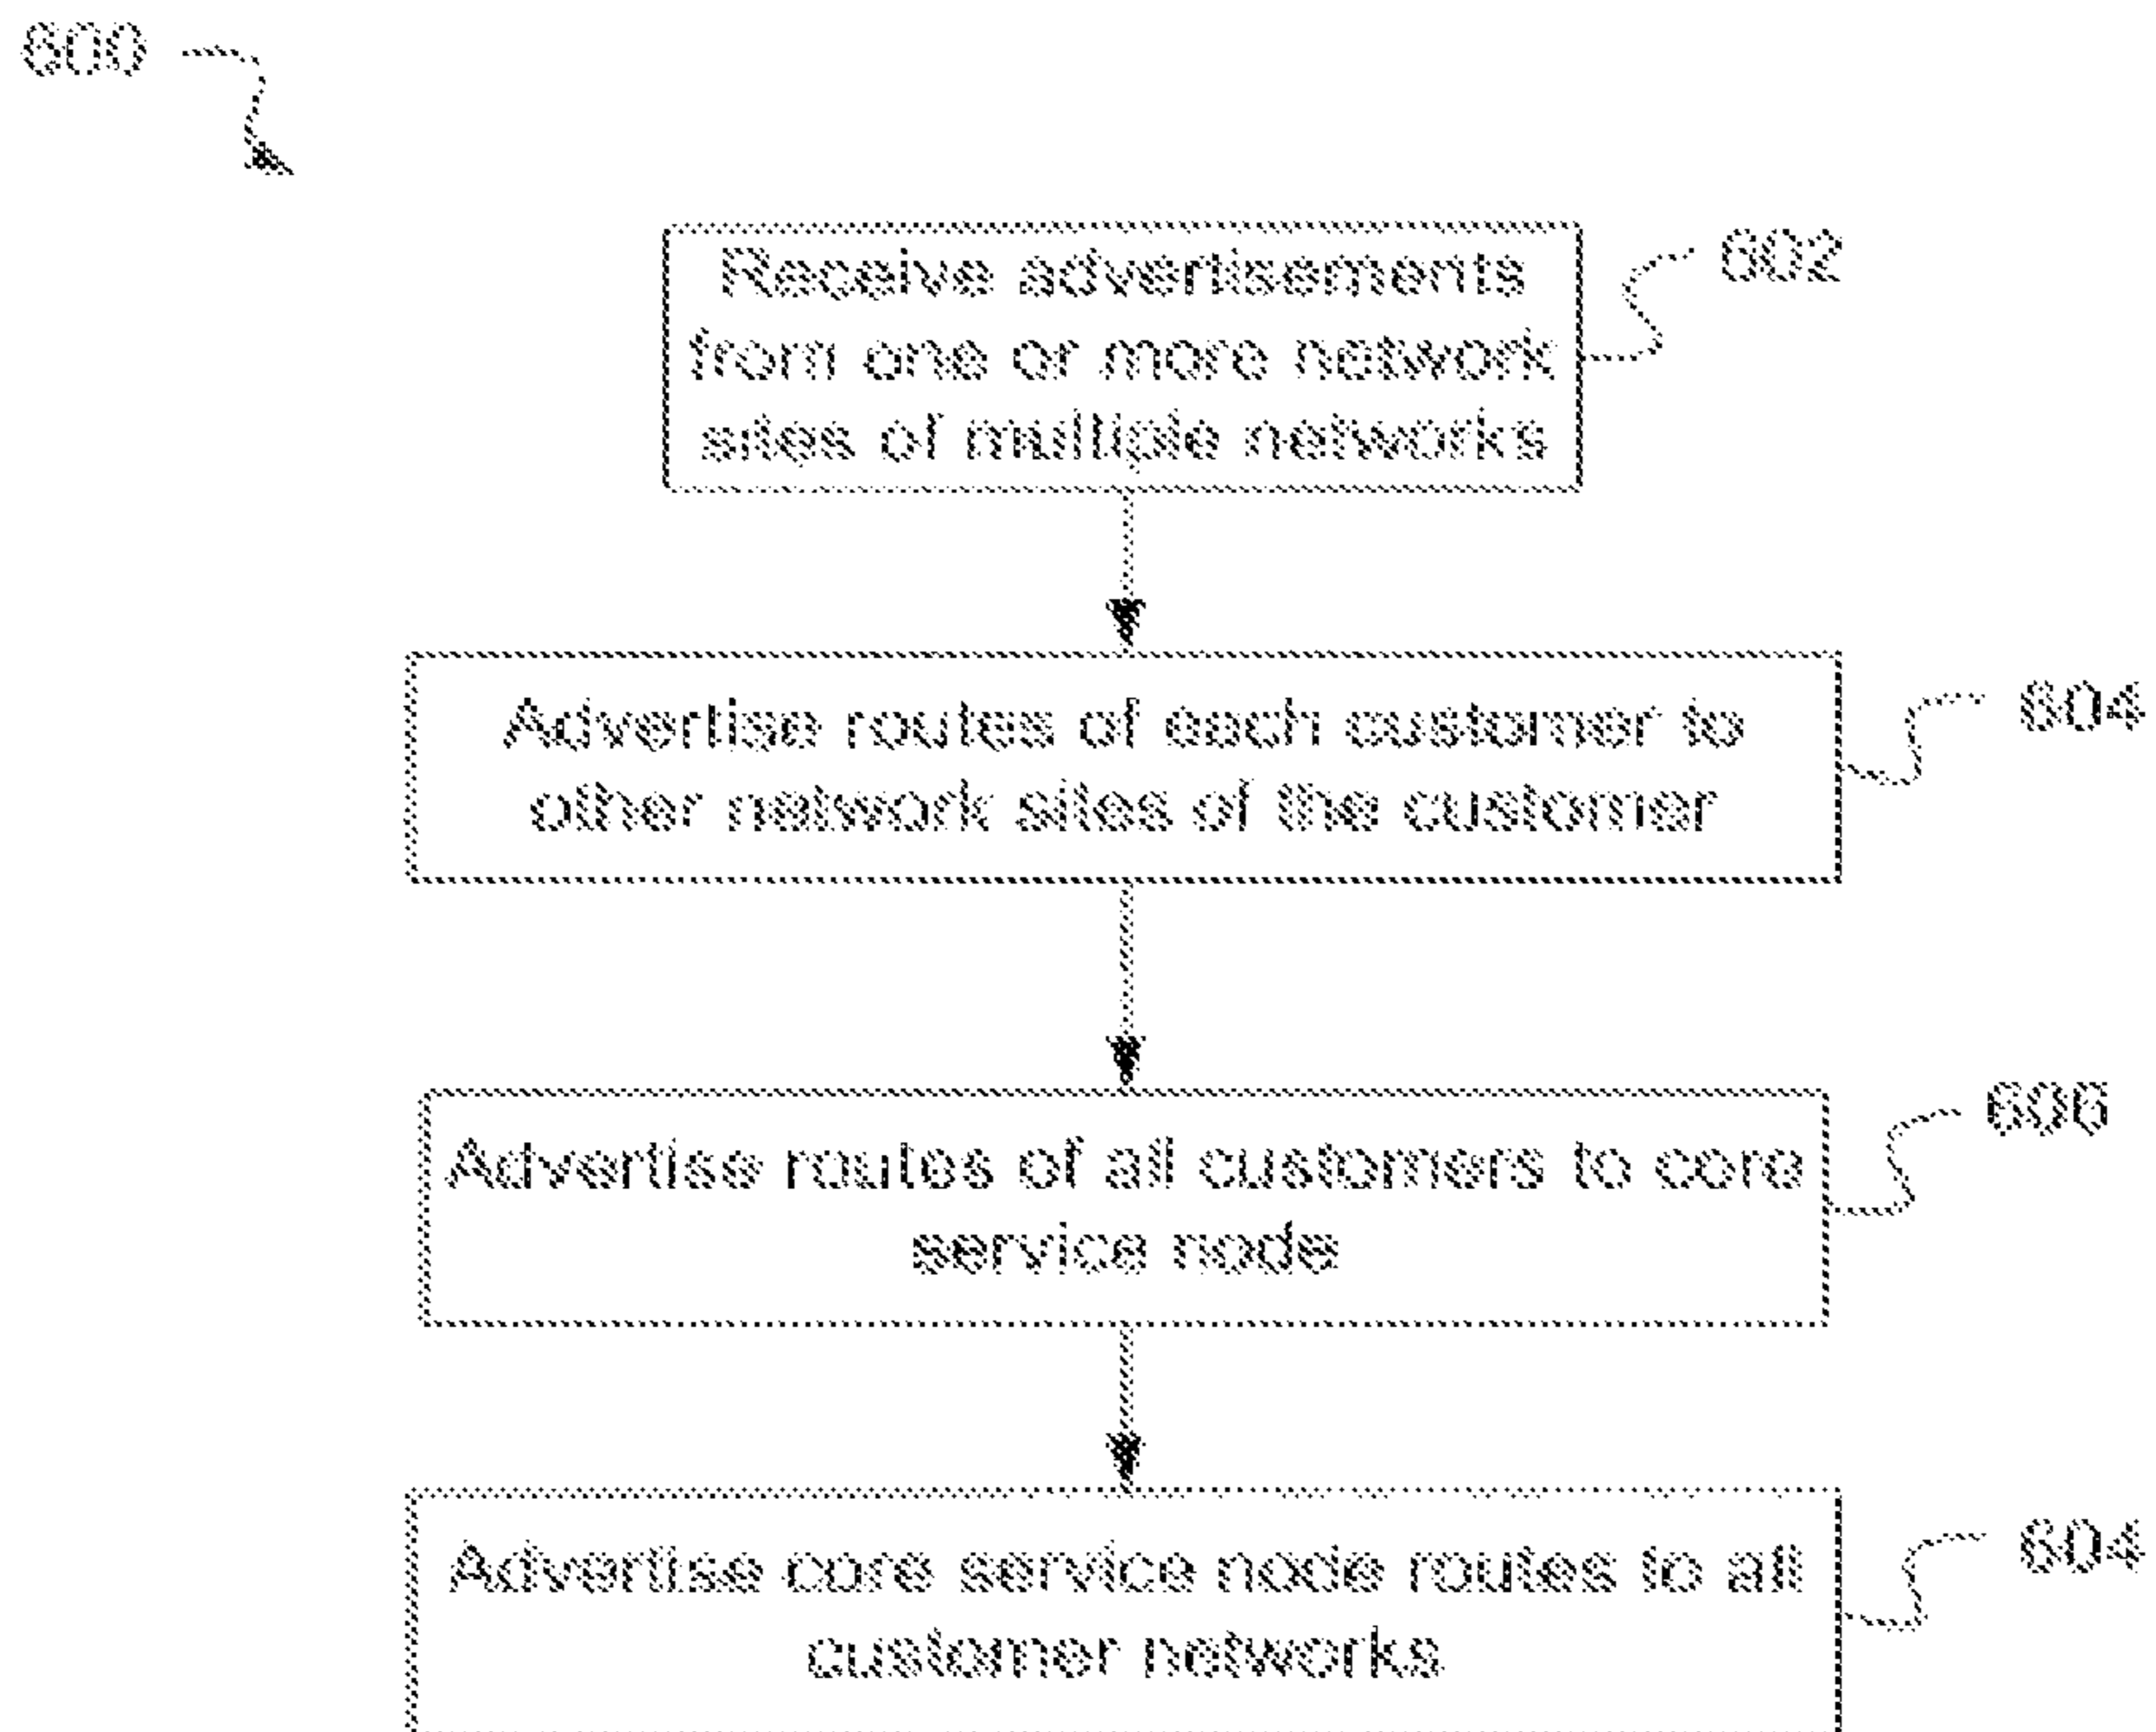 600
Receive advertisements
from one or more network
sites of multiple networks
602
Advertise routes of each customer to
other network sites of the customer
604
Advertise routes of all customers to core
service node
606
Advertise core service node routes to all
customer networks
604